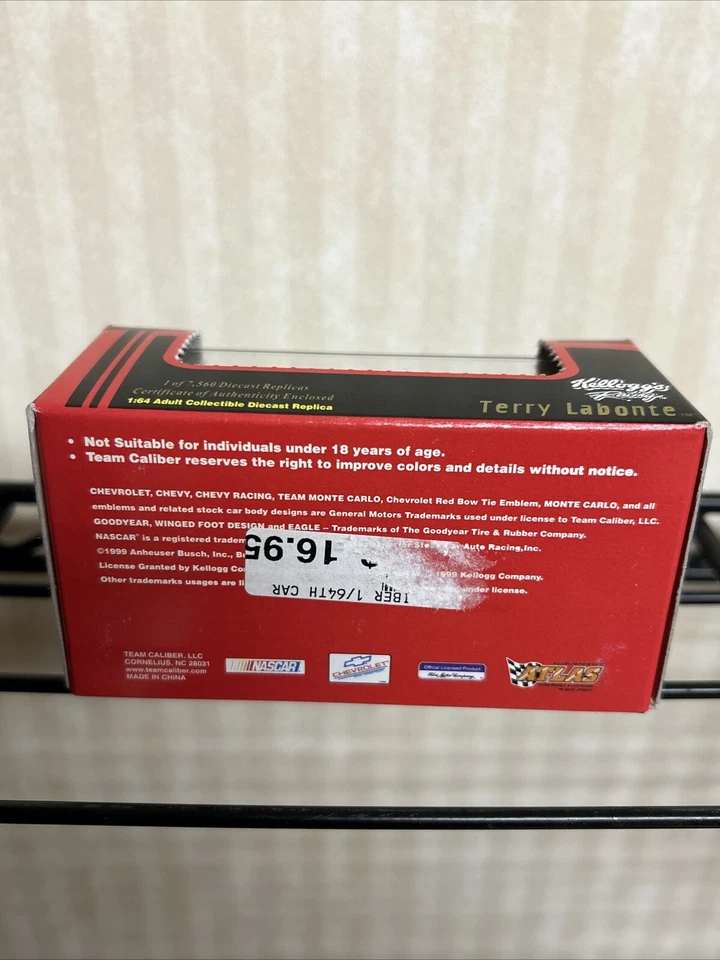 1 of 7,560 Diecast Replicas
Certificate of Authenticity Enclosed
1:64 Adult Collectible Diecast Replica
Kellogg's
Racing
Terry Labonte™
• Not Suitable for individuals under 18 years of age.
• Team Caliber reserves the right to improve colors and details without notice.
CHEVROLET, CHEVY, CHEVY RACING, TEAM MONTE CARLO, Chevrolet Red Bow Tie Emblem, MONTE CARLO, and all
emblems and related stock car body designs are General Motors Trademarks used under license to Team Caliber, LLC.
GOODYEAR, WINGED FOOT DESIGN and EAGLE -- Trademarks of The Goodyear Tire & Rubber Company.
NASCAR® is a registered tradem Auto Racing,Inc.
©1999 Anheuser Busch, Inc., B
License Granted by Kellogg Co 1999 Kellogg Company.
Other trademarks usages are li under license.
16.95
IBER 1/64TH CAR
TEAM CALIBER, LLC
CORNELIUS, NC 28031
www.teamcaliber.com
MADE IN CHINA
NASCAR
CHEVROLET
Official Licensed Product
ATLAS